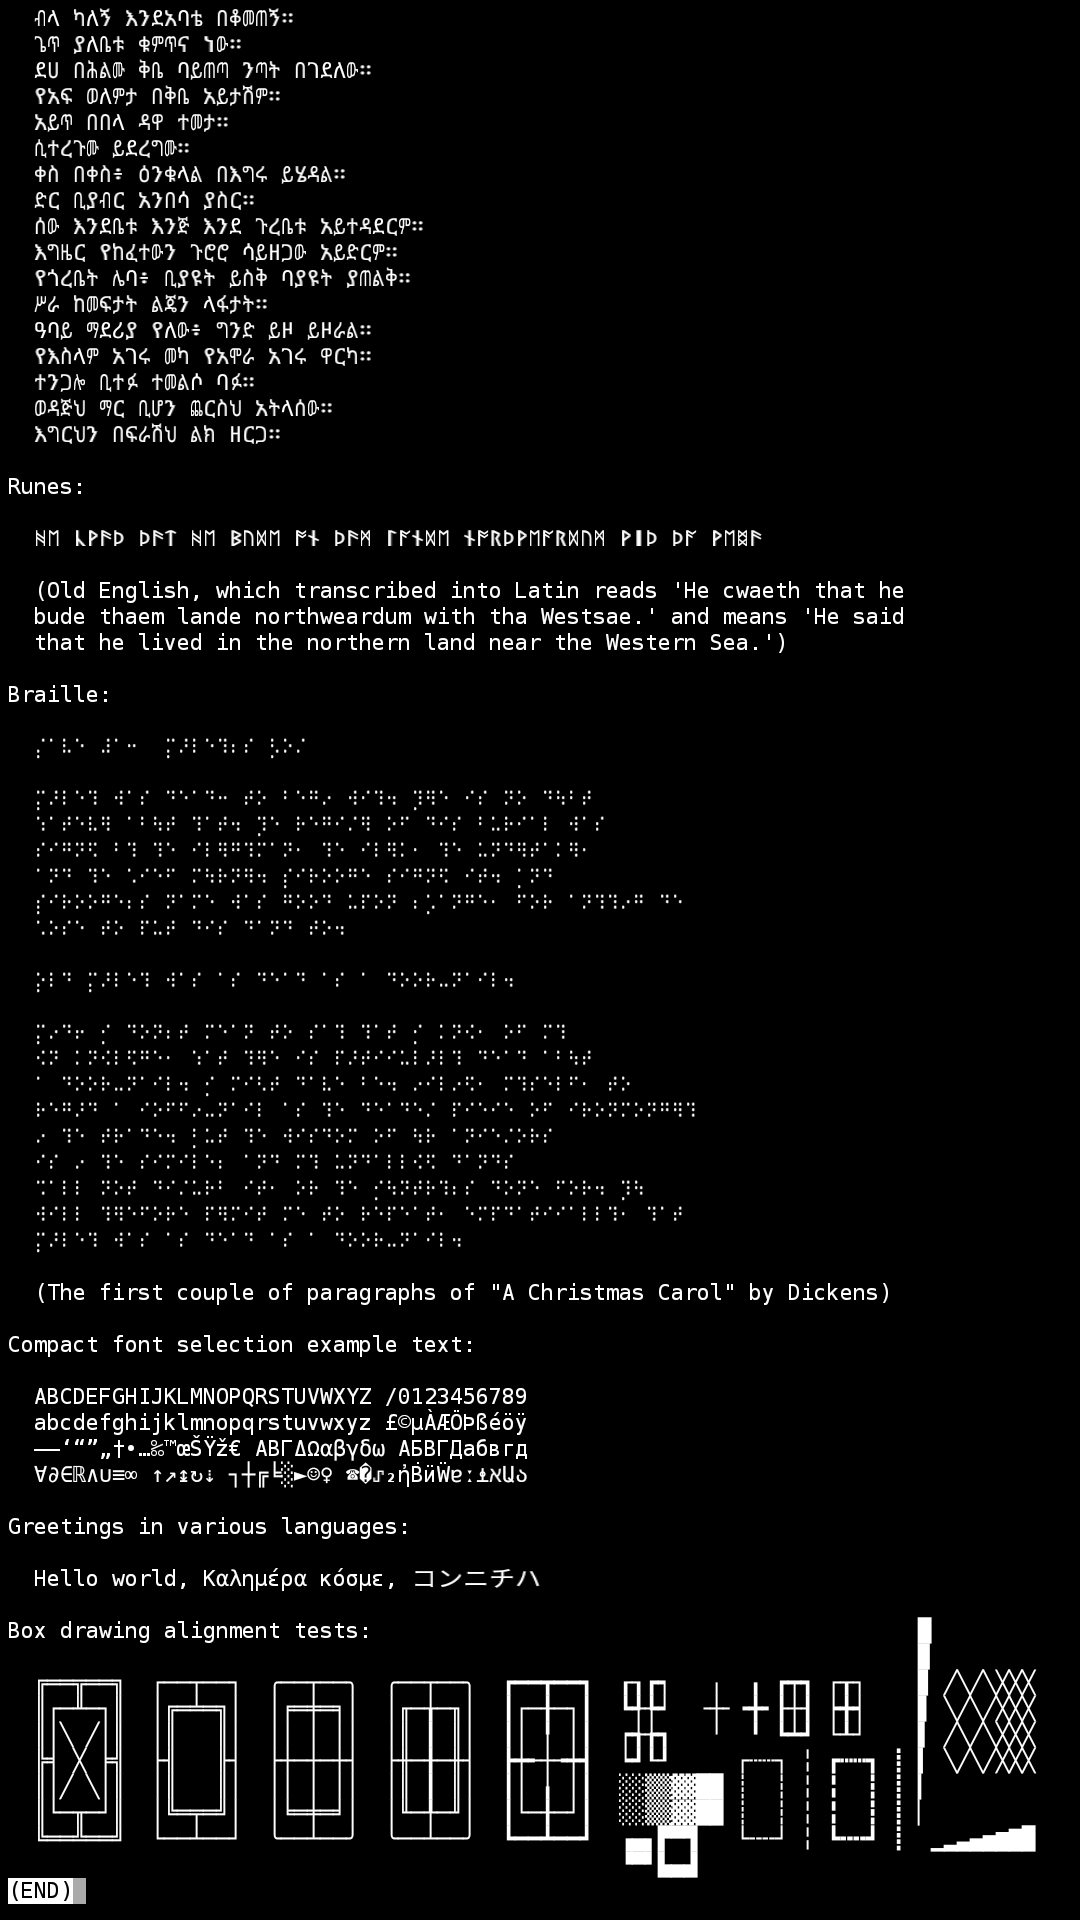 ብላ ካለኝ እንደአባቴ በቆመጠኝ።
ጌጥ ያለቤቱ ቁምጥና ነው።
ደሀ በሕልሙ ቅቤ ባይጠጣ ንጣት በገደለው።
የአፍ ወለምታ በቅቤ አይታሽም።
አይጥ በበላ ዳዋ ተመታ።
ሲተረጉሙ ይደረግሙ።
ቀስ በቀስ፥ ዕንቁላል በእግሩ ይሄዳል።
ድር ቢያብር አንበሳ ያስር።
ሰው እንደቤቱ እንጅ እንደ ጉረቤቱ አይተዳደርም።
እግዜር የከፈተውን ጉሮሮ ሳይዘጋው አይድርም።
የጎረቤት ሌባ፥ ቢያዩት ይስቅ ባያዩት ያጠልቅ።
ሥራ ከመፍታት ልጄን ላፋታት።
ዓባይ ማደሪያ የለው፥ ግንድ ይዞ ይዞራል።
የእስላም አገሩ መካ የአሞራ አገሩ ዋርካ።
ተንጋሎ ቢተፉ ተመልሶ ባፉ።
ወዳጅህ ማር ቢሆን ጨርስህ አትላሰው።
እግርህን በፍራሽህ ልክ ዘርጋ።
Runes:
ᚻᛖ ᚳᚹᚫᚦ ᚦᚫᛏ ᚻᛖ ᛒᚢᛞᛖ ᚩᚾ ᚦᚫᛗ ᛚᚪᚾᛞᛖ ᚾᚩᚱᚦᚹᛖᚪᚱᛞᚢᛗ ᚹᛁᚦ ᚦᚪ ᚹᛖᛥᚫ
(Old English, which transcribed into Latin reads 'He cwaeth that he
bude thaem lande northweardum with tha Westsae.' and means 'He said
that he lived in the northern land near the Western Sea.')
Braille:
⡌⠁⠧⠑ ⠼⠁⠒  ⡍⠜⠇⠑⠹⠰⠎ ⡣⠕⠌
⡍⠜⠇⠑⠹ ⠺⠁⠎ ⠙⠑⠁⠙⠒ ⠞⠕ ⠃⠑⠛⠔ ⠺⠊⠹⠲ ⡹⠻⠑ ⠊⠎ ⠝⠕ ⠙⠳⠃⠞
⠱⠁⠞⠑⠧⠻ ⠁⠃⠳⠞ ⠹⠁⠞⠲ ⡹⠑ ⠗⠑⠛⠊⠌⠻ ⠕⠋ ⠙⠊⠎ ⠃⠥⠗⠊⠁⠇ ⠺⠁⠎
⠎⠊⠛⠝⠫ ⠃⠹ ⠹⠑ ⠊⠇⠻⠛⠹⠍⠁⠝⠂ ⠹⠑ ⠊⠇⠻⠅⠂ ⠹⠑ ⠥⠝⠙⠻⠞⠁⠅⠻⠂
⠁⠝⠙ ⠹⠑ ⠡⠊⠑⠋ ⠍⠳⠗⠝⠻⠲ ⡎⠊⠗⠕⠕⠛⠑ ⠎⠊⠛⠝⠫ ⠊⠞⠲ ⡁⠝⠙
⡎⠊⠗⠕⠕⠛⠑⠰⠎ ⠝⠁⠍⠑ ⠺⠁⠎ ⠛⠕⠕⠙ ⠥⠏⠕⠝ ⠰⡡⠁⠝⠛⠑⠂ ⠋⠕⠗ ⠁⠝⠹⠹⠔⠛ ⠙⠑
⠡⠕⠎⠑ ⠞⠕ ⠏⠥⠞ ⠙⠊⠎ ⠙⠁⠝⠙ ⠞⠕⠲
⡕⠇⠙ ⡍⠜⠇⠑⠹ ⠺⠁⠎ ⠁⠎ ⠙⠑⠁⠙ ⠁⠎ ⠁ ⠙⠕⠕⠗⠤⠝⠁⠊⠇⠲
⡍⠔⠙⠖ ⡊ ⠙⠕⠝⠰⠞ ⠍⠑⠁⠝ ⠞⠕ ⠎⠁⠹ ⠹⠁⠞ ⡊ ⠅⠝⠪⠂ ⠕⠋ ⠍⠹
⠪⠝ ⠅⠝⠪⠇⠫⠛⠑⠂ ⠱⠁⠞ ⠹⠻⠑ ⠊⠎ ⠏⠜⠞⠊⠊⠥⠇⠜⠇⠹ ⠙⠑⠁⠙ ⠁⠃⠳⠞
⠁ ⠙⠕⠕⠗⠤⠝⠁⠊⠇⠲ ⡊ ⠍⠊⠣⠞ ⠙⠁⠧⠑ ⠃⠑⠲ ⠔⠊⠇⠔⠫⠂ ⠍⠹⠎⠑⠇⠋⠂ ⠞⠕
⠗⠑⠛⠜⠙ ⠁ ⠊⠕⠋⠋⠔⠤⠝⠁⠊⠇ ⠁⠎ ⠹⠑ ⠙⠑⠁⠙⠑⠌ ⠏⠊⠑⠊⠑ ⠕⠋ ⠊⠗⠕⠝⠍⠕⠝⠛⠻⠹
⠔ ⠹⠑ ⠞⠗⠁⠙⠑⠲ ⡃⠥⠞ ⠹⠑ ⠺⠊⠎⠙⠕⠍ ⠕⠋ ⠳⠗ ⠁⠝⠊⠑⠌⠕⠗⠎
⠊⠎ ⠔ ⠹⠑ ⠎⠊⠍⠊⠇⠑⠆ ⠁⠝⠙ ⠍⠹ ⠥⠝⠙⠁⠇⠇⠪⠫ ⠙⠁⠝⠙⠎
⠩⠁⠇⠇ ⠝⠕⠞ ⠙⠊⠌⠥⠗⠃ ⠊⠞⠂ ⠕⠗ ⠹⠑ ⡊⠳⠝⠞⠗⠹⠰⠎ ⠙⠕⠝⠑ ⠋⠕⠗⠲ ⡹⠳
⠺⠊⠇⠇ ⠹⠻⠑⠋⠕⠗⠑ ⠏⠻⠍⠊⠞ ⠍⠑ ⠞⠕ ⠗⠑⠏⠑⠁⠞⠂ ⠑⠍⠏⠙⠁⠞⠊⠊⠁⠇⠇⠹⠂ ⠹⠁⠞
⡍⠜⠇⠑⠹ ⠺⠁⠎ ⠁⠎ ⠙⠑⠁⠙ ⠁⠎ ⠁ ⠙⠕⠕⠗⠤⠝⠁⠊⠇⠲
(The first couple of paragraphs of "A Christmas Carol" by Dickens)
Compact font selection example text:
ABCDEFGHIJKLMNOPQRSTUVWXYZ /0123456789
abcdefghijklmnopqrstuvwxyz £©µÀÆÖÞßéöÿ
–—‘“”„†•…‰™œŠŸž€ ΑΒΓΔΩαβγδω АБВГДабвгд
∀∂∈ℝ∧∪≡∞ ↑↗↨↻⇣ ┐┼╔╘░►☺♀ ☎�⑀₂ἠḂӥẄɐː⍎אԱა
Greetings in various languages:
Hello world, Καλημέρα κόσμε, コンニチハ
Box drawing alignment tests:
(END)